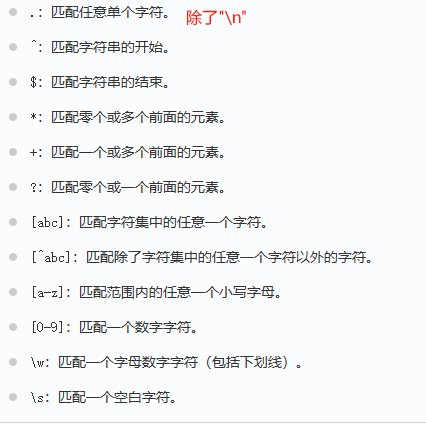 .: 匹配任意单个字符。 除了"\n"
^: 匹配字符串的开始。
$: 匹配字符串的结束。
*: 匹配零个或多个前面的元素。
+: 匹配一个或多个前面的元素。
?: 匹配零个或一个前面的元素。
[abc]: 匹配字符集中的任意一个字符。
[^abc]: 匹配除了字符集中的任意一个字符以外的字符。
[a-z]: 匹配范围内的任意一个小写字母。
[0-9]: 匹配一个数字字符。
\w: 匹配一个字母数字字符（包括下划线）。
\s: 匹配一个空白字符。